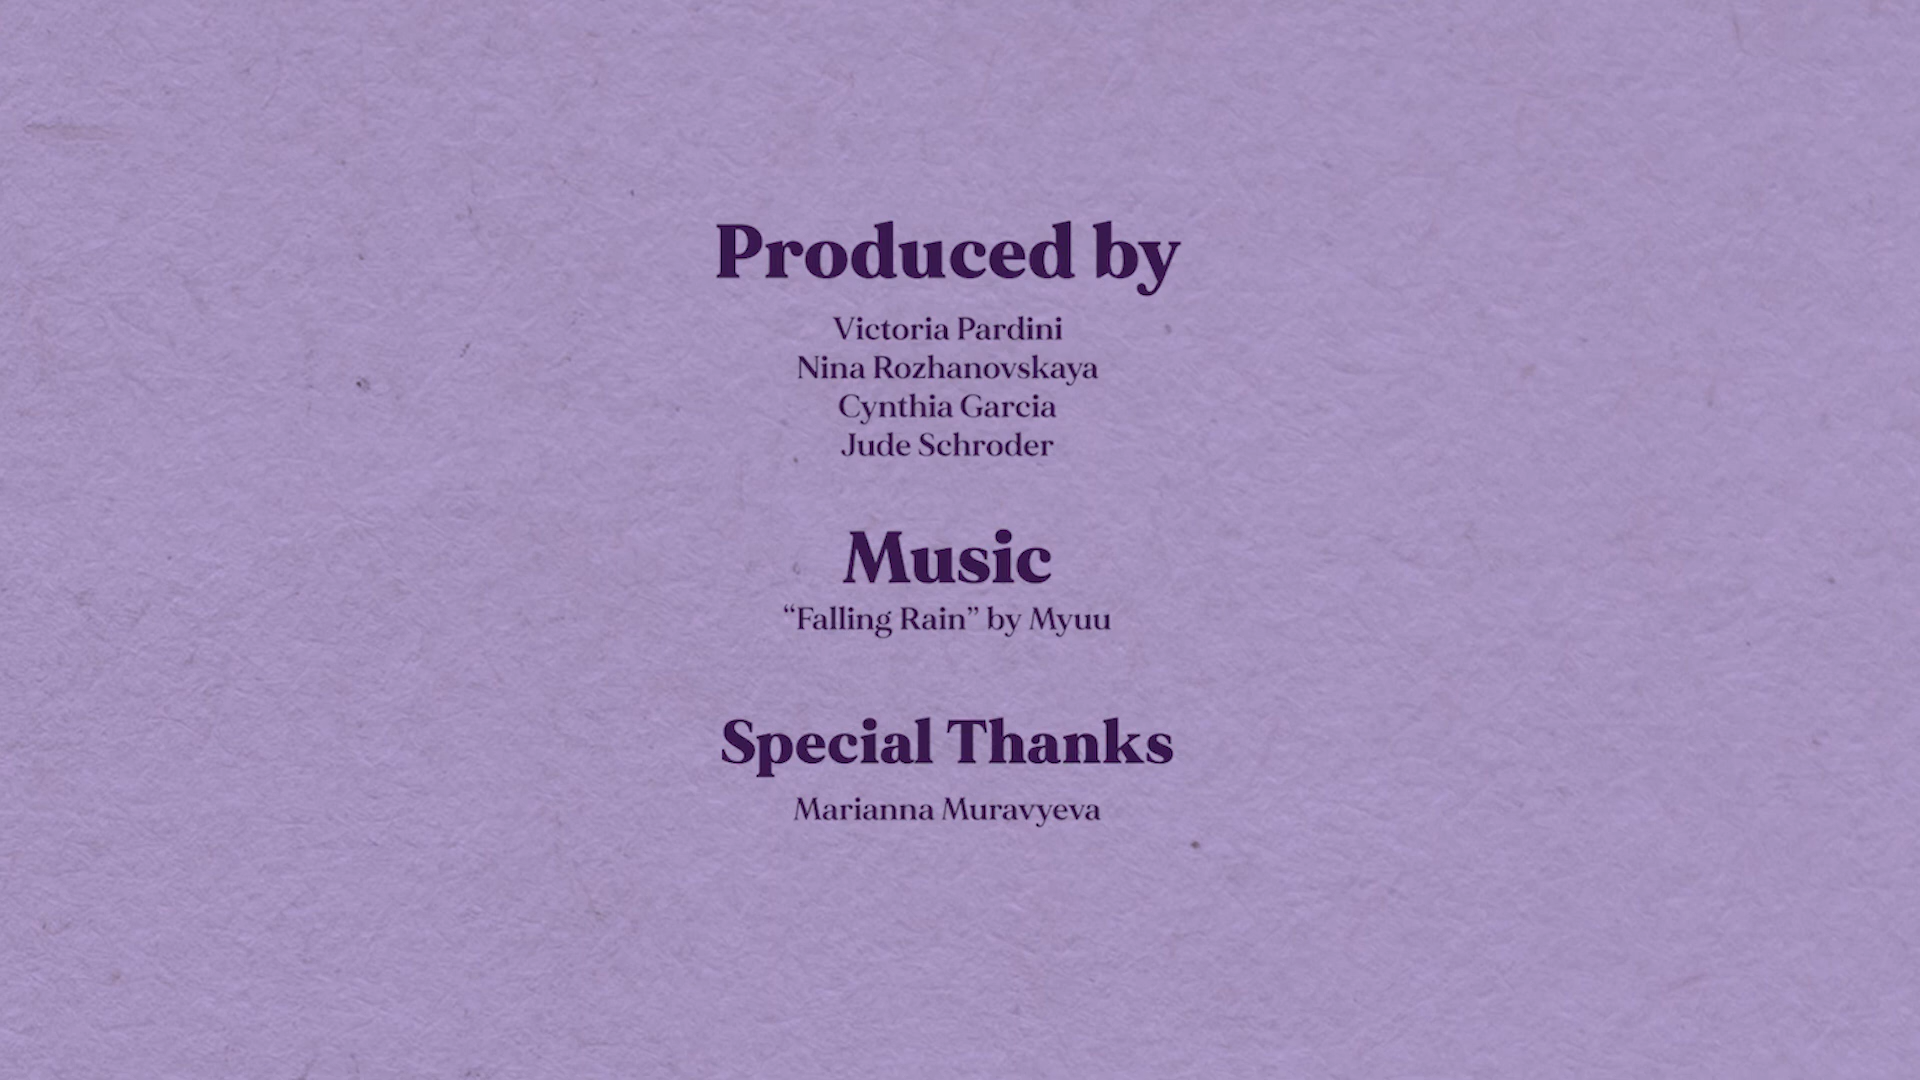 Produced by
Victoria Pardini
Nina Rozhanovskaya
Cynthia Garcia
Jude Schroder
Music
“Falling Rain” by Myuu
Special Thanks
Marianna Muravyeva